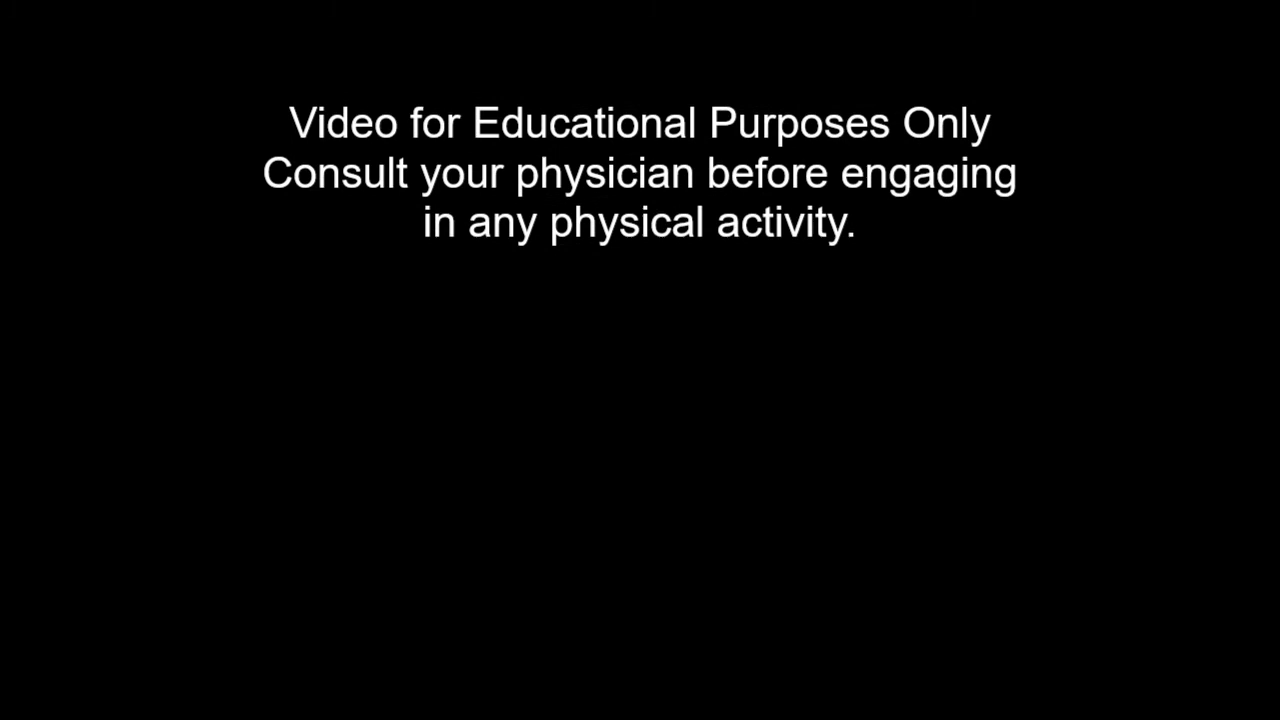 Video for Educational Purposes Only
Consult your physician before engaging
in any physical activity.